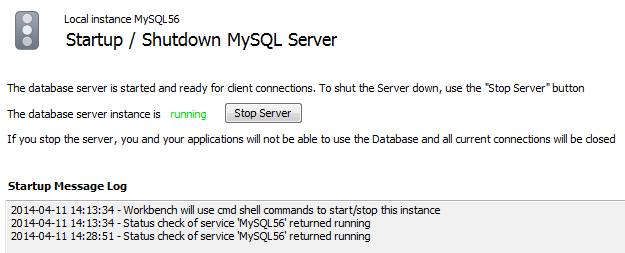 Local instance MySQL56
Startup / Shutdown MySQL Server
The database server is started and ready for client connections. To shut the Server down, use the "Stop Server" button
The database server instance is running Stop Server
If you stop the server, you and your applications will not be able to use the Database and all current connections will be closed
Startup Message Log
2014-04-11 14:13:34 - Workbench will use cmd shell commands to start/stop this instance
2014-04-11 14:13:34 - Status check of service 'MySQL56' returned running
2014-04-11 14:28:51 - Status check of service 'MySQL56' returned running